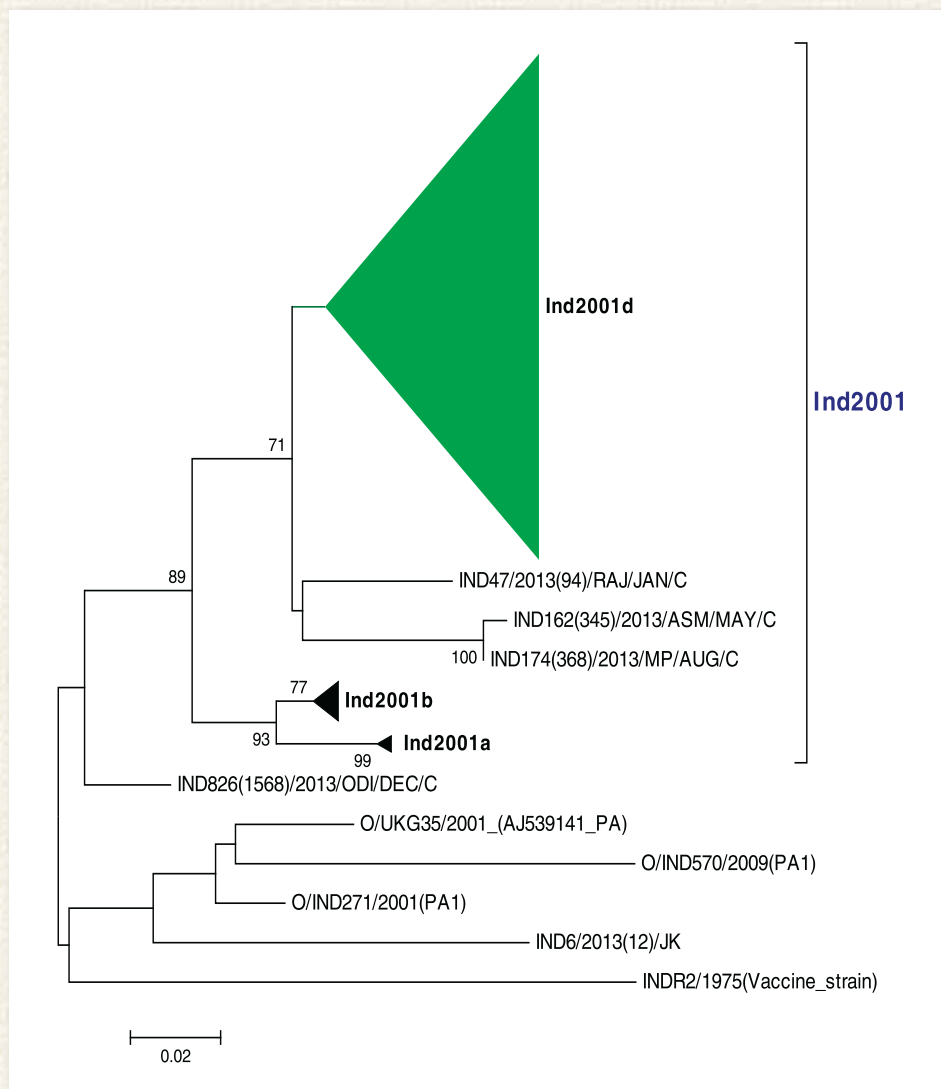 Ind2001d
Ind2001
71
IND47/2013(94)/RAJ/JAN/C
89
IND162(345)/2013/ASM/MAY/C
100
IND174(368)/2013/MP/AUG/C
77
Ind2001b
93
Ind2001a
99
IND826(1568)/2013/ODI/DEC/C
O/UKG35/2001_(AJ539141_PA)
O/IND570/2009(PA1)
O/IND271/2001(PA1)
IND6/2013(12)/JK
INDR2/1975(Vaccine_strain)
0.02